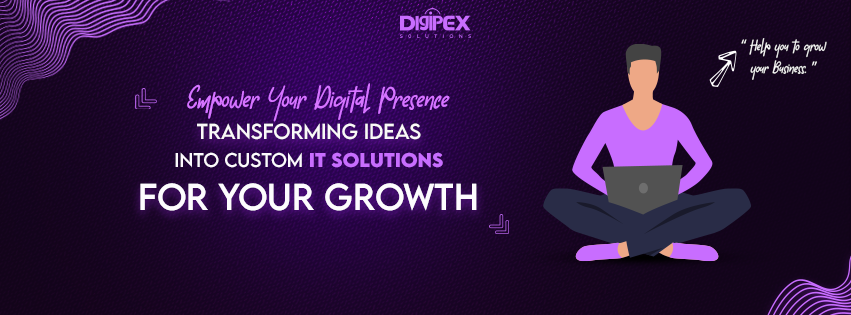 DIGIPEX
SOLUTIONS
Empower Your Digital Presence
TRANSFORMING IDEAS
INTO CUSTOM IT SOLUTIONS
FOR YOUR GROWTH
“ Help you to grow
your Business. ”